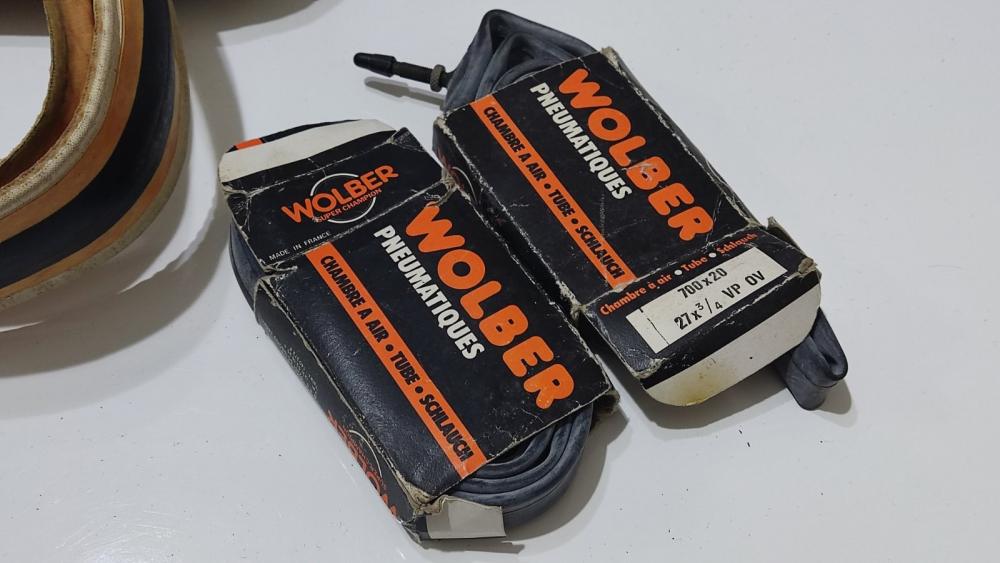 WOLBER
SUPER CHAMPION
MADE IN FRANCE
WOLBER
PNEUMATIQUES
CHAMBRE A AIR • TUBE • SCHLAUCH
WOLBER
WOLBER
PNEUMATIQUES
CHAMBRE A AIR • TUBE • SCHLAUCH
Chambre à air • Tube • Schlauch
700x20
27x3/4 VP OV